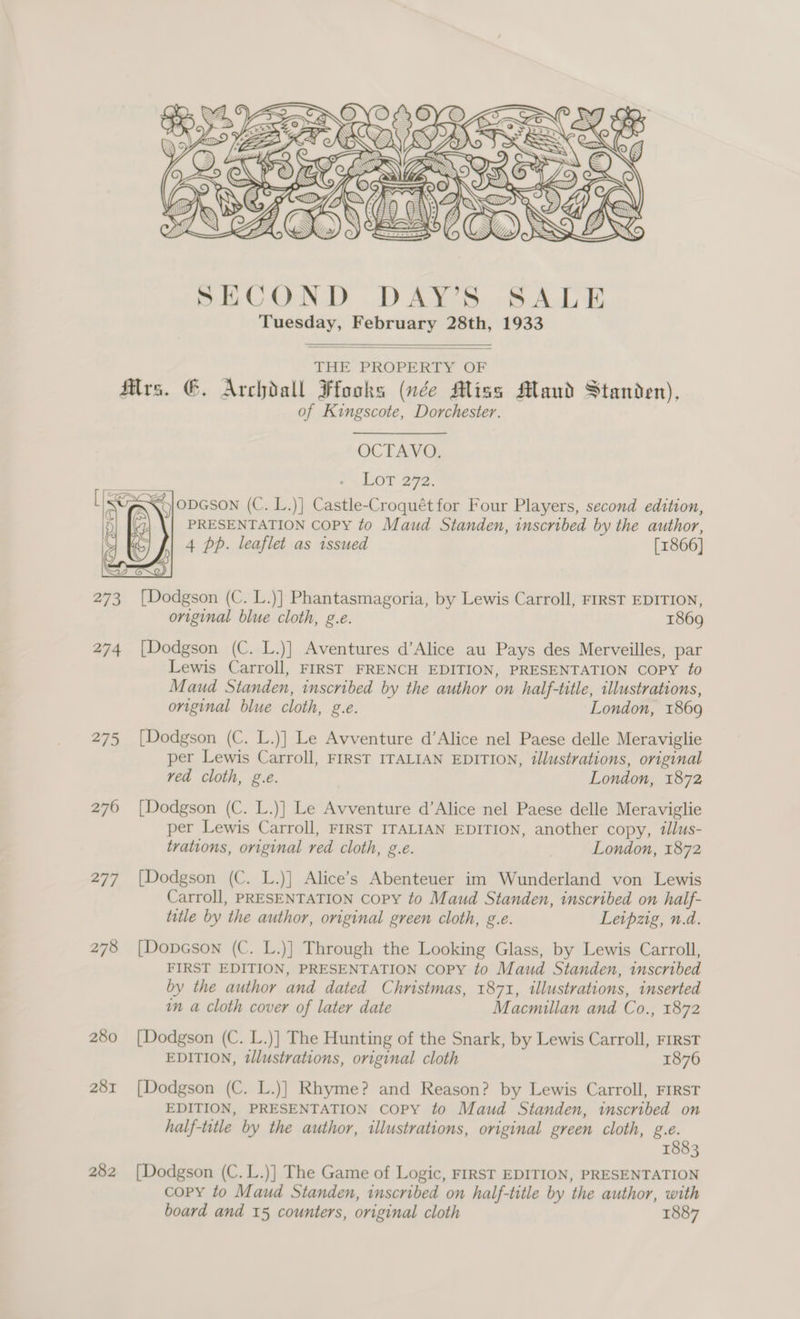 SECOND DAY'S SALE
Tuesday, February 28th, 1933
THE PROPERTY OF
Mrs. E. Archdall Ffooks (née Miss Maud Standen),
of Kingscote, Dorchester.
OCTAVO.
LOT 272.
[DODGSON (C. L.)] Castle-Croquêt for Four Players, second edition,
PRESENTATION COPY to Maud Standen, inscribed by the author,
4 pp. leaflet as issued [1866]
273 [Dodgson (C. L.)] Phantasmagoria, by Lewis Carroll, FIRST EDITION,
original blue cloth, g.e. 1869
274 [Dodgson (C. L.)] Aventures d'Alice au Pays des Merveilles, par
Lewis Carroll, FIRST FRENCH EDITION, PRESENTATION COPY to
Maud Standen, inscribed by the author on half-title, illustrations,
original blue cloth, g.e. London, 1869
275 [Dodgson (C. L.)] Le Avventure d'Alice nel Paese delle Meraviglie
per Lewis Carroll, FIRST ITALIAN EDITION, illustrations, original
red cloth, g.e. London, 1872
276 [Dodgson (C. L.)] Le Avventure d'Alice nel Paese delle Meraviglie
per Lewis Carroll, FIRST ITALIAN EDITION, another copy, illus-
trations, original red cloth, g.e. London, 1872
277 [Dodgson (C. L.)] Alice's Abenteuer im Wunderland von Lewis
Carroll, PRESENTATION COPY to Maud Standen, inscribed on half-
title by the author, original green cloth, g.e. Leipzig, n.d.
278 [DODGSON (C. L.)] Through the Looking Glass, by Lewis Carroll,
FIRST EDITION, PRESENTATION COPY to Maud Standen, inscribed
by the author and dated Christmas, 1871, illustrations, inserted
in a cloth cover of later date Macmillan and Co., 1872
280 [Dodgson (C. L.)] The Hunting of the Snark, by Lewis Carroll, FIRST
EDITION, illustrations, original cloth 1876
281 [Dodgson (C. L.)] Rhyme? and Reason? by Lewis Carroll, FIRST
EDITION, PRESENTATION COPY to Maud Standen, inscribed on
half-title by the author, illustrations, original green cloth, g.e.
1883
282 [Dodgson (C. L.)] The Game of Logic, FIRST EDITION, PRESENTATION
COPY to Maud Standen, inscribed on half-title by the author, with
board and 15 counters, original cloth 1887